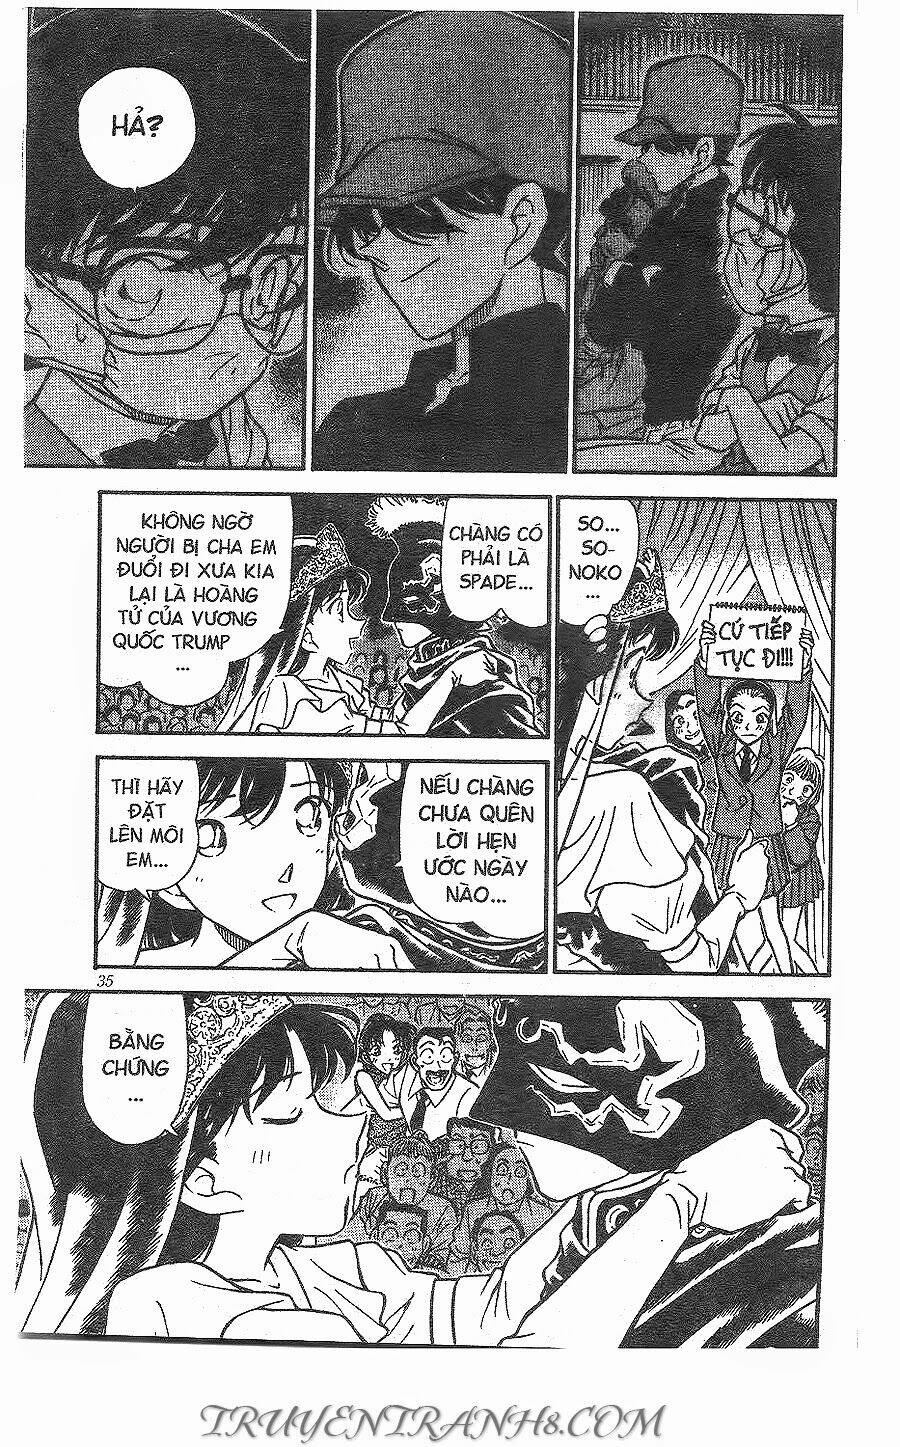 HẢ?
KHÔNG NGỜ
NGƯỜI BỊ CHA EM
ĐUỔI ĐI XƯA KIA
LẠI LÀ HOÀNG
TỬ CỦA VƯƠNG
QUỐC TRUMP
...
CHÀNG CÓ
PHẢI LÀ
SPADE...
SO...
SO-
NOKO
...
CỨ TIẾP
TỤC ĐI!!!
THÌ HÃY
ĐẶT
LÊN MÔI
EM...
NẾU CHÀNG
CHƯA QUÊN
LỜI HẸN
ƯỚC NGÀY
NÀO...
35
BẰNG
CHỨNG
...
TRUYENTRANH8.COM